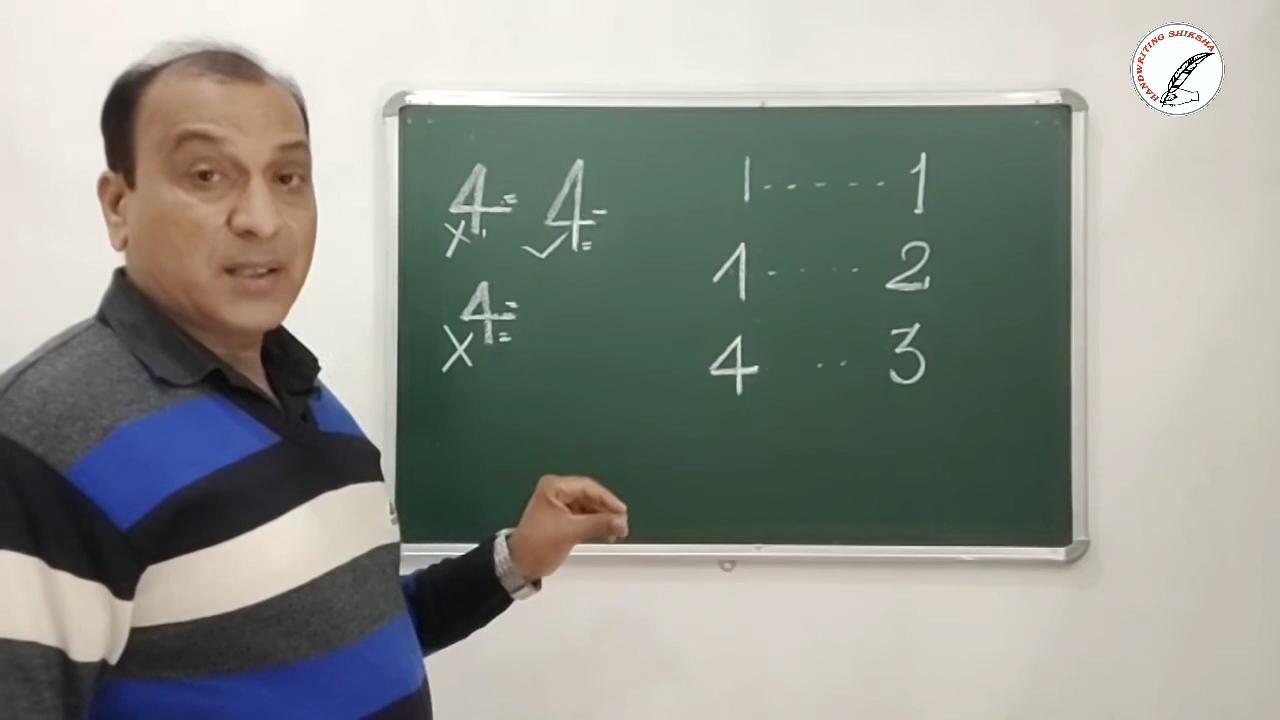 HANDWRITING SHIKSHA
4 = 4 -
x =
4 =
x =
1 - - - - - 1
1 - - - - 2
4 - - 3